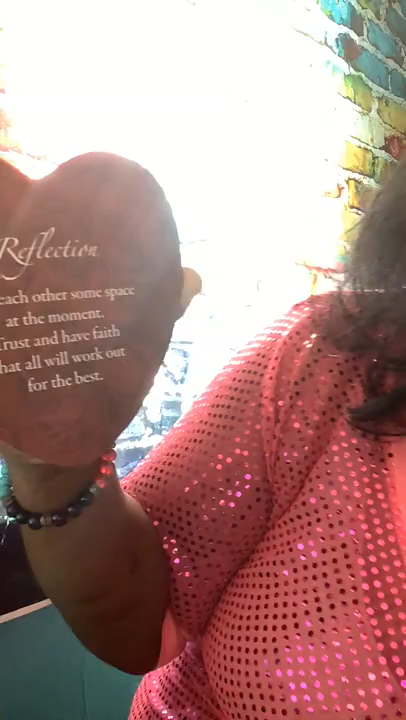 Reflection
each other some space
at the moment.
Trust and have faith
that all will work out
for the best.